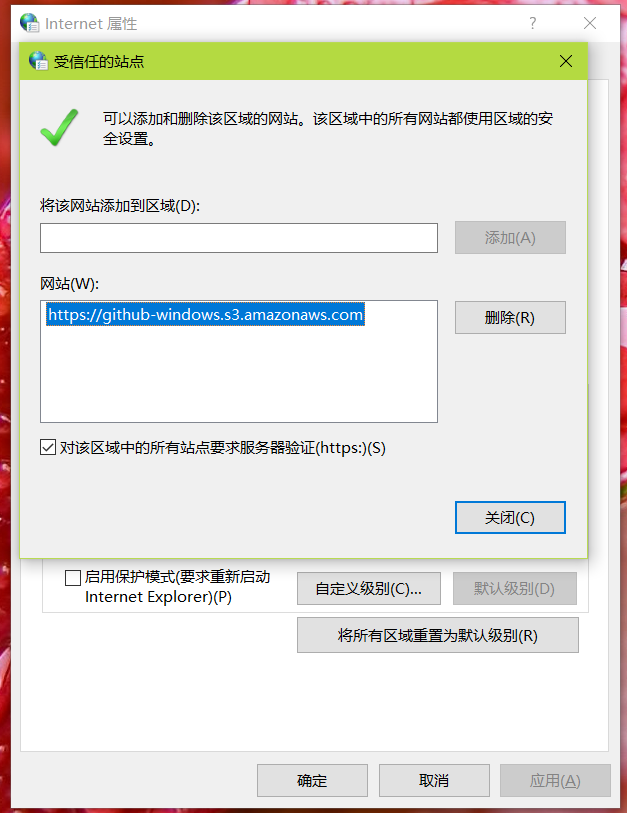 Internet 属性
受信任的站点
可以添加和删除该区域的网站。该区域中的所有网站都使用区域的安
全设置。
将该网站添加到区域(D):
添加(A)
网站(W):
https://github-windows.s3.amazonaws.com
删除(R)
对该区域中的所有站点要求服务器验证(https:)(S)
关闭(C)
启用保护模式(要求重新启动
Internet Explorer)(P)
自定义级别(C)...
默认级别(D)
将所有区域重置为默认级别(R)
确定
取消
应用(A)